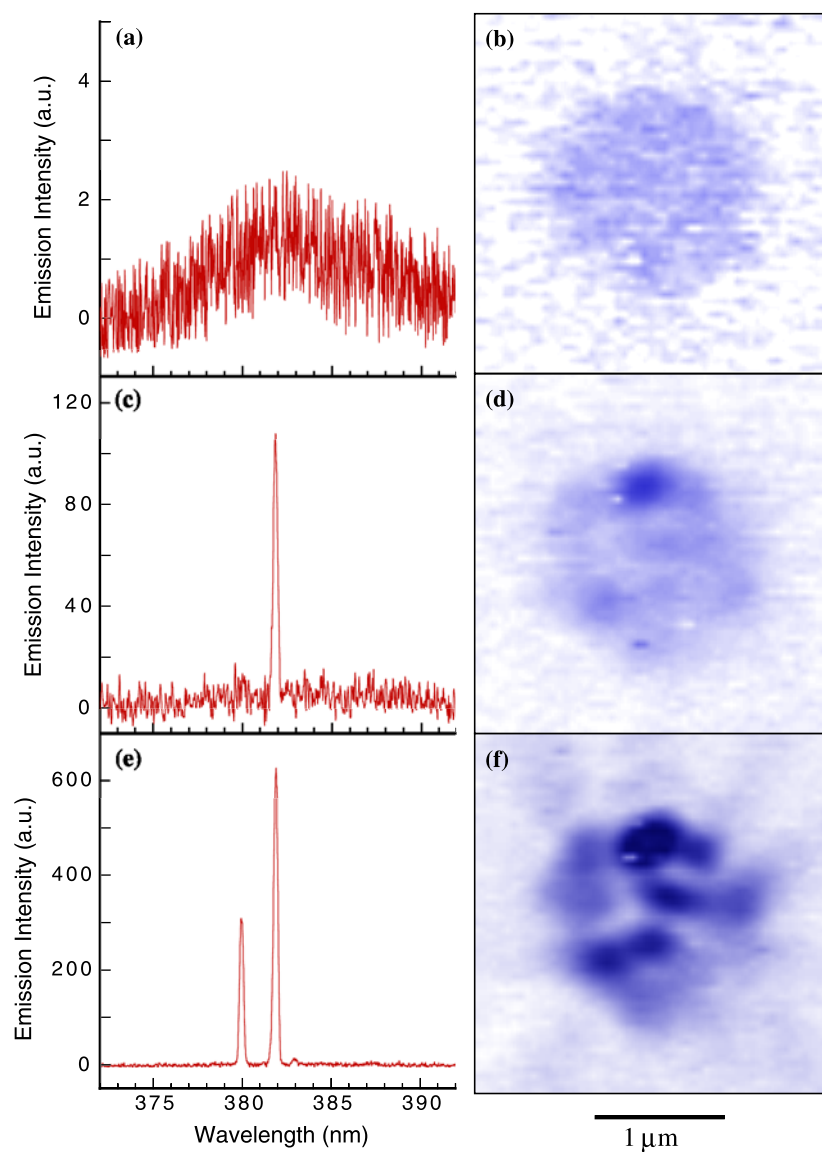 (a)
(b)
4
2
0
Emission Intensity (a.u.)
(c)
(d)
120
80
40
0
Emission Intensity (a.u.)
(e)
(f)
600
400
200
0
Emission Intensity (a.u.)
375 380 385 390
Wavelength (nm)
1 μm